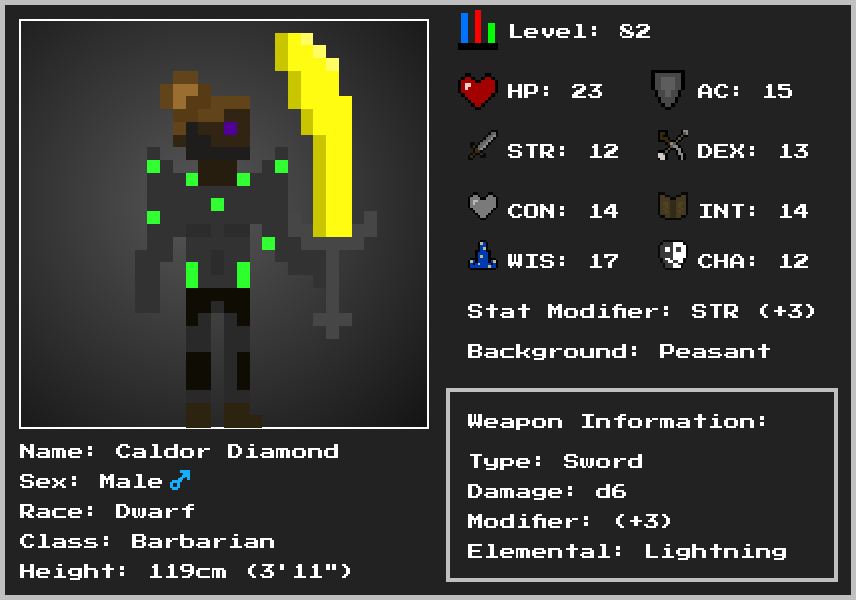 Level: 82
HP: 23
AC: 15
STR: 12
DEX: 13
CON: 14
INT: 14
WIS: 17
CHA: 12
Stat Modifier: STR (+3)
Background: Peasant
Weapon Information:
Type: Sword
Damage: d6
Modifier: (+3)
Elemental: Lightning
Name: Caldor Diamond
Sex: Male♂
Race: Dwarf
Class: Barbarian
Height: 119cm (3'11")